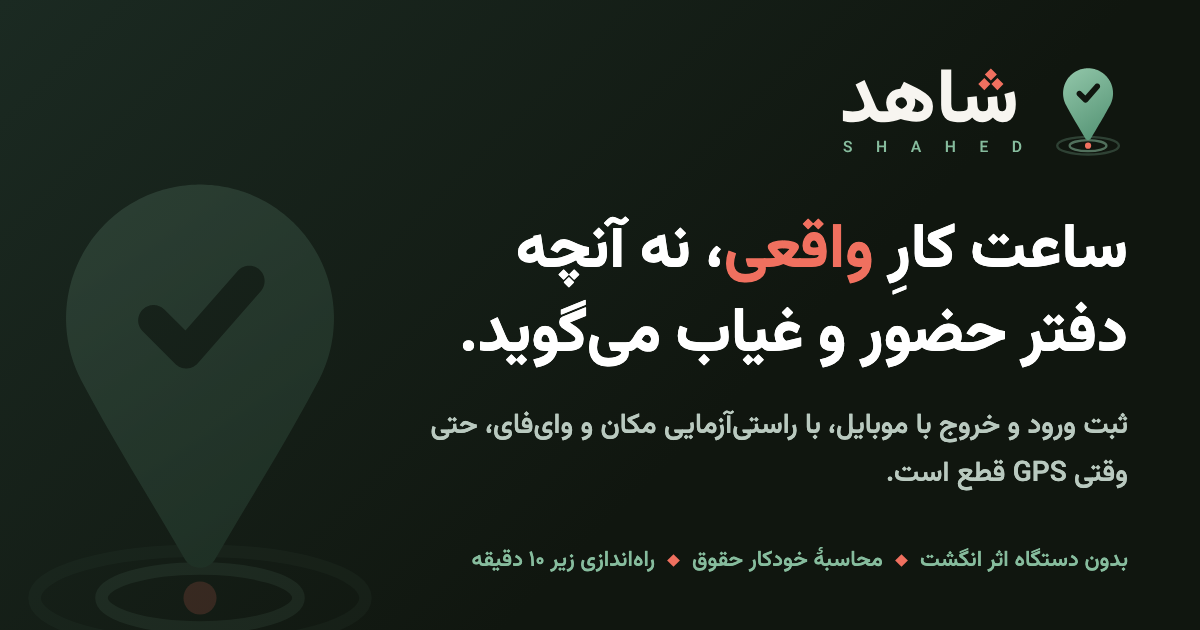 شاهد
SHAHED
ساعت کارِ واقعی، نه آنچه
دفتر حضور و غیاب می‌گوید.
ثبت ورود و خروج با موبایل، با راستی‌آزمایی مکان و وای‌فای، حتی
وقتی GPS قطع است.
بدون دستگاه اثر انگشت ◆ محاسبهٔ خودکار حقوق ◆ راه‌اندازی زیر ۱۰ دقیقه